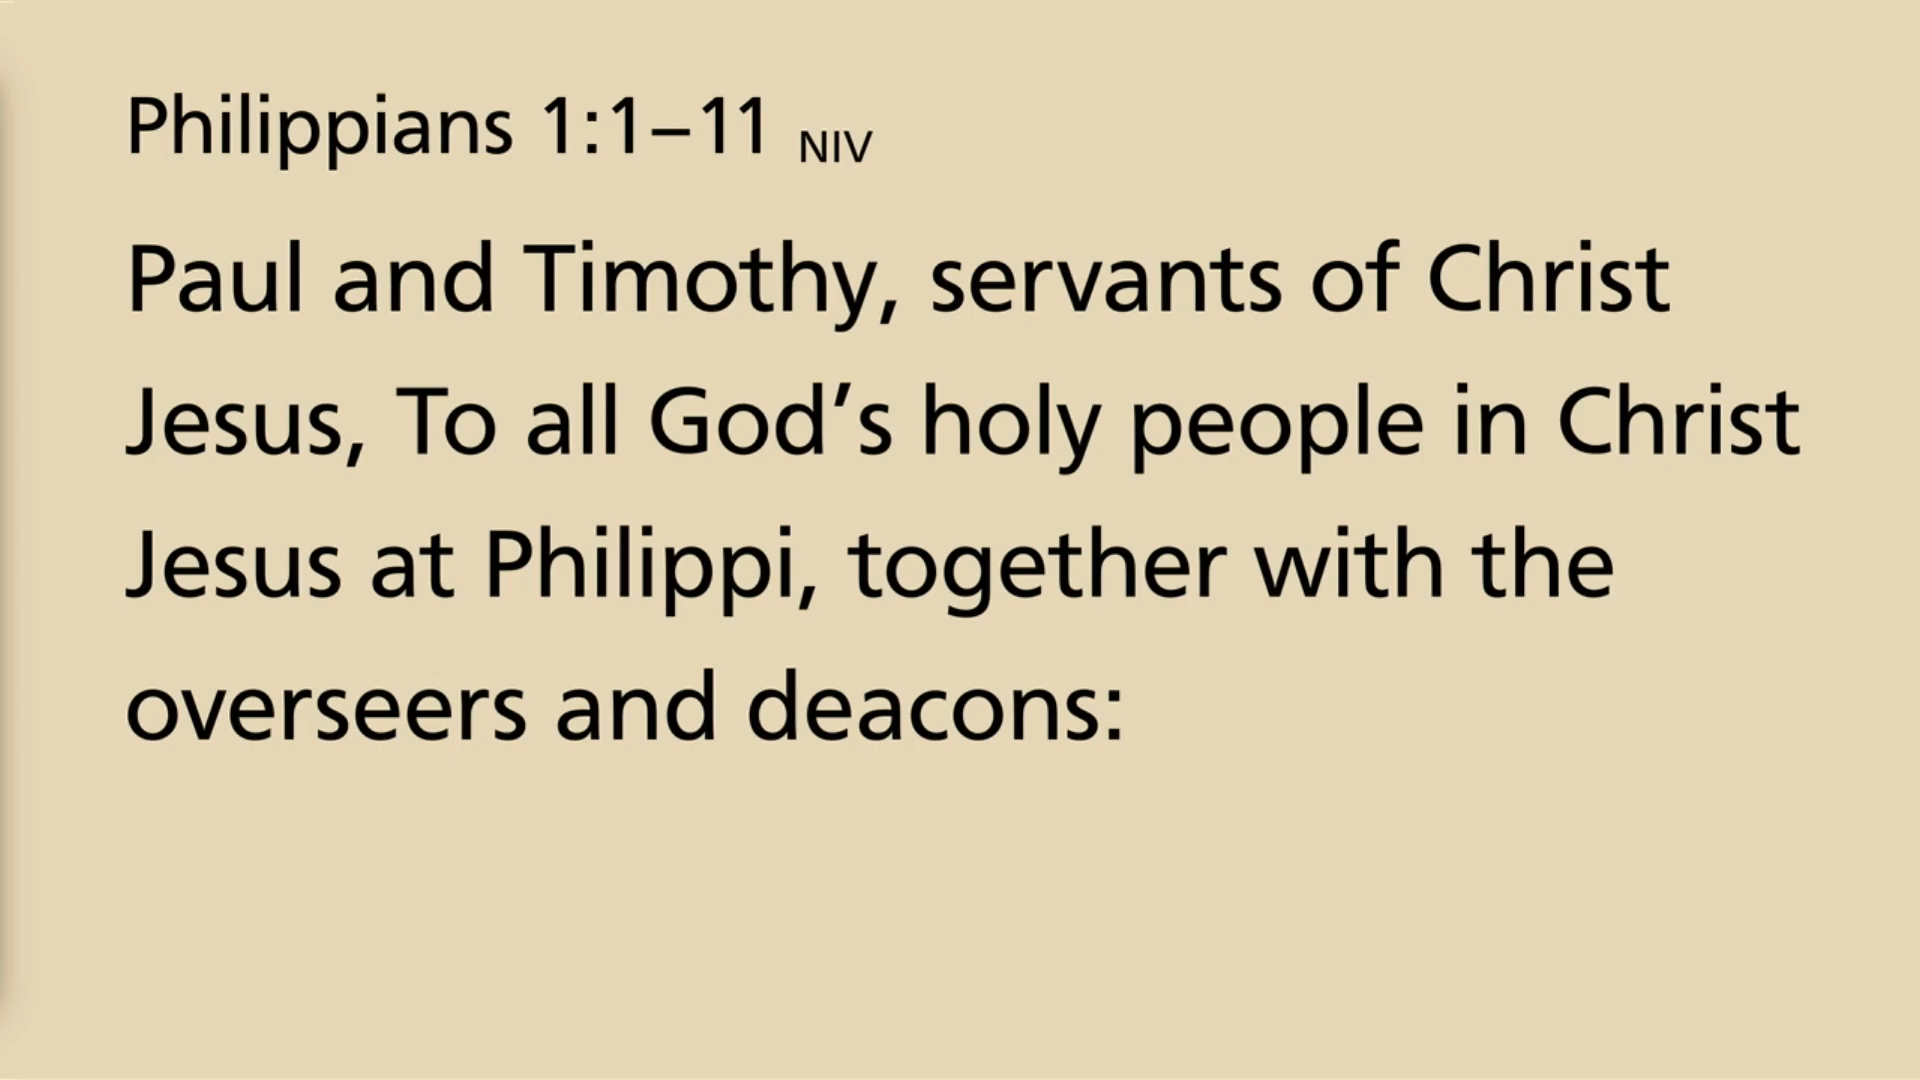 Philippians 1:1–11 NIV
Paul and Timothy, servants of Christ
Jesus, To all God’s holy people in Christ
Jesus at Philippi, together with the
overseers and deacons: